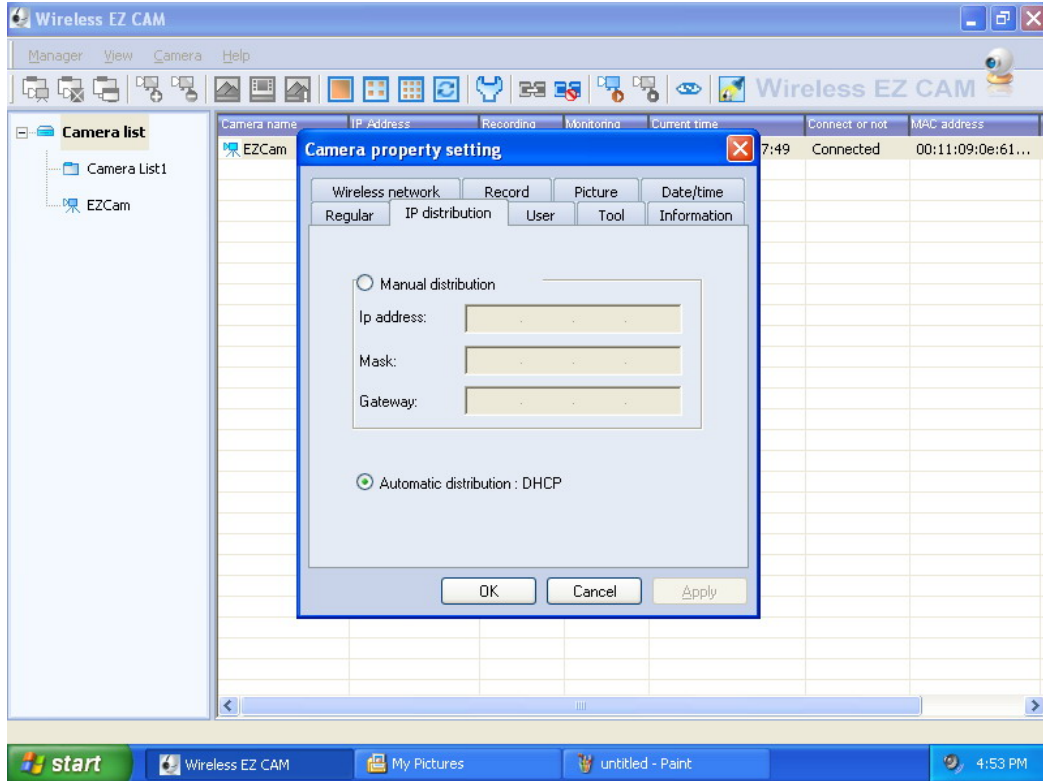 Wireless EZ CAM
Manager View Camera Help
Wireless EZ CAM
Camera list
Camera List1
EZCam
Camera name IP Address Recording Monitoring Current time Connect or not MAC address
EZCam 7:49 Connected 00:11:09:0e:61...
Camera property setting
Wireless network Record Picture Date/time
Regular IP distribution User Tool Information
Manual distribution
Ip address:
Mask:
Gateway:
Automatic distribution : DHCP
OK Cancel Apply
start Wireless EZ CAM My Pictures untitled - Paint 4:53 PM